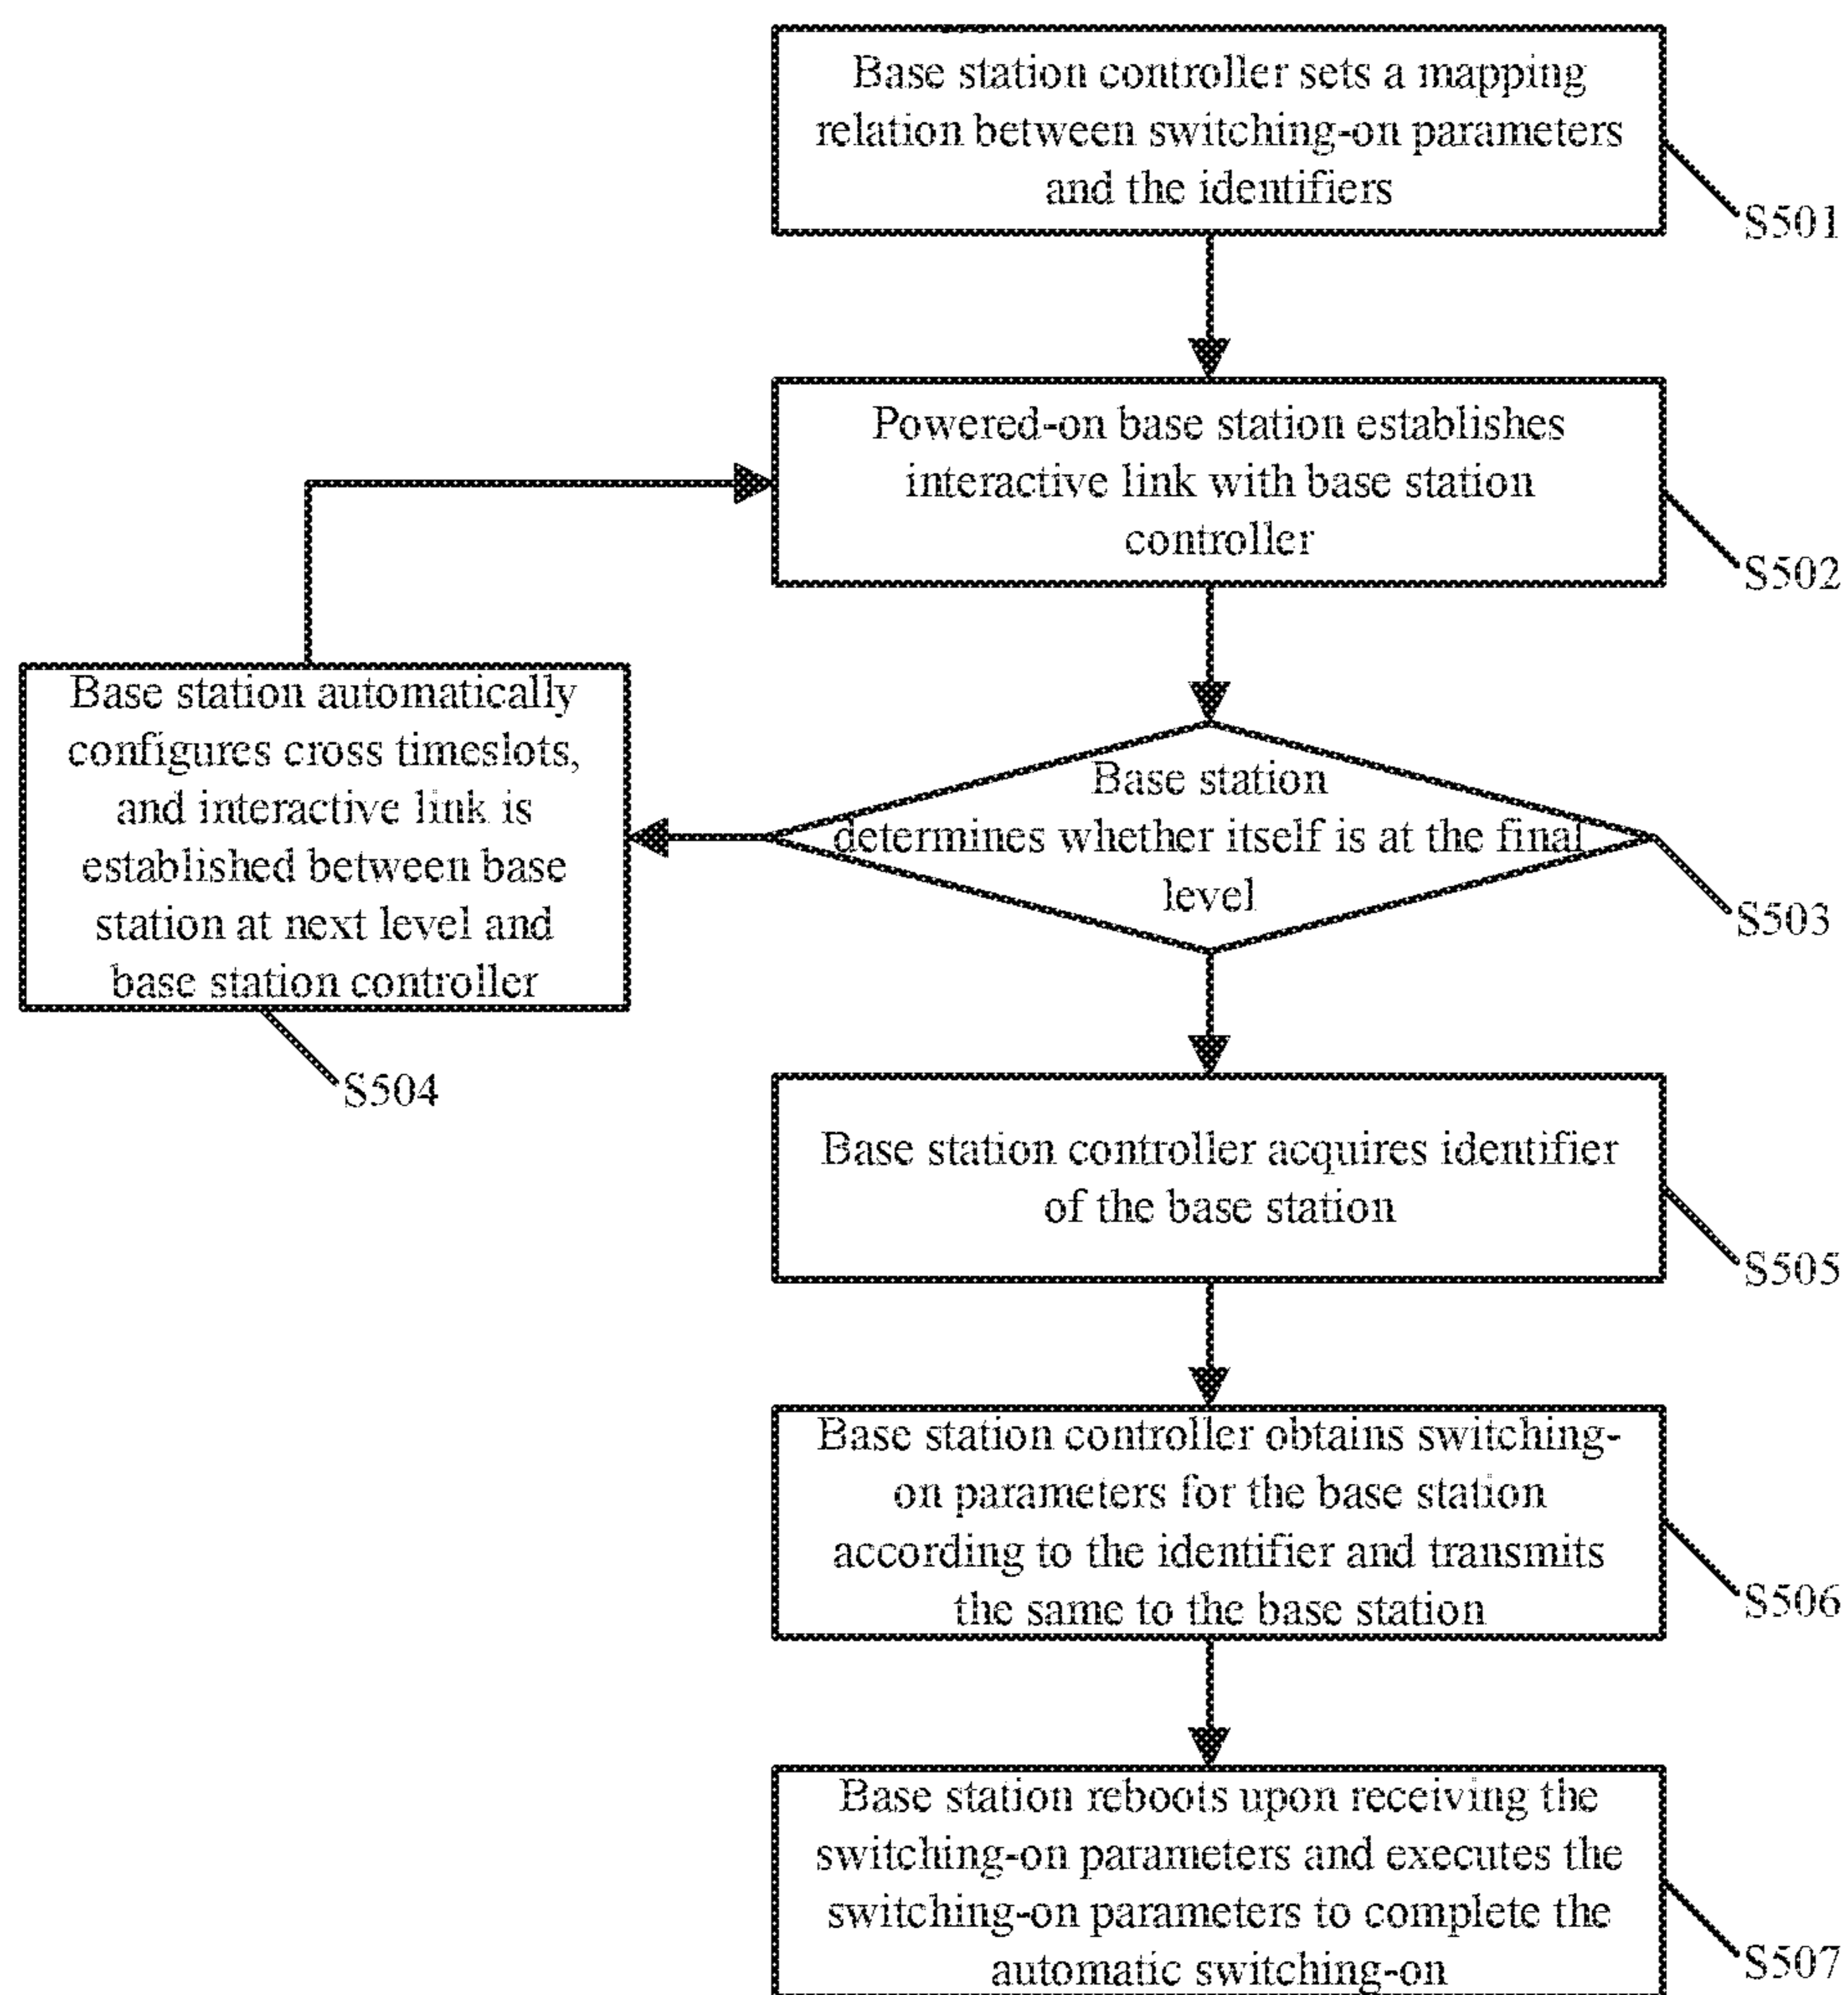 Base station controller sets a mapping
relation between switching-on parameters
and the identifiers
S501
Powered-on base station establishes
interactive link with base station
controller
S502
Base station
determines whether itself is at the final
level
S503
Base station automatically
configures cross timeslots,
and interactive link is
established between base
station at next level and
base station controller
S504
Base station controller acquires identifier
of the base station
S505
Base station controller obtains switching-
on parameters for the base station
according to the identifier and transmits
the same to the base station
S506
Base station reboots upon receiving the
switching-on parameters and executes the
switching-on parameters to complete the
automatic switching-on
S507